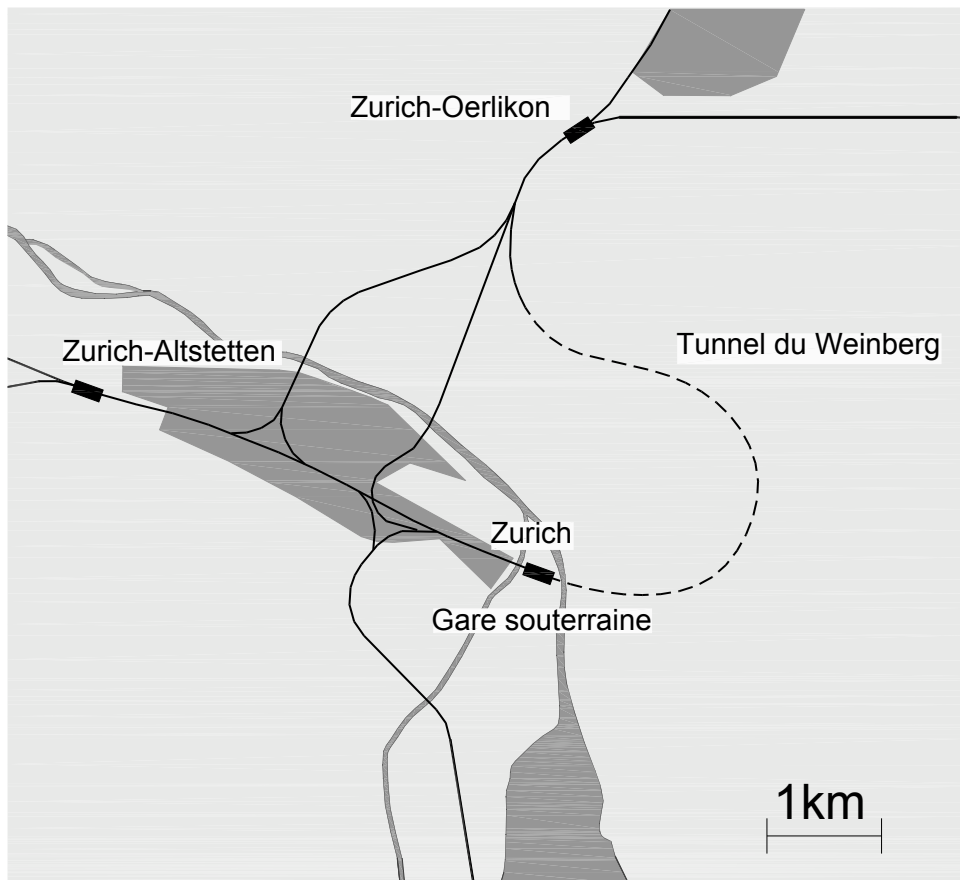 Zurich-Oerlikon
Zurich-Altstetten
Tunnel du Weinberg
Zurich
Gare souterraine
1km